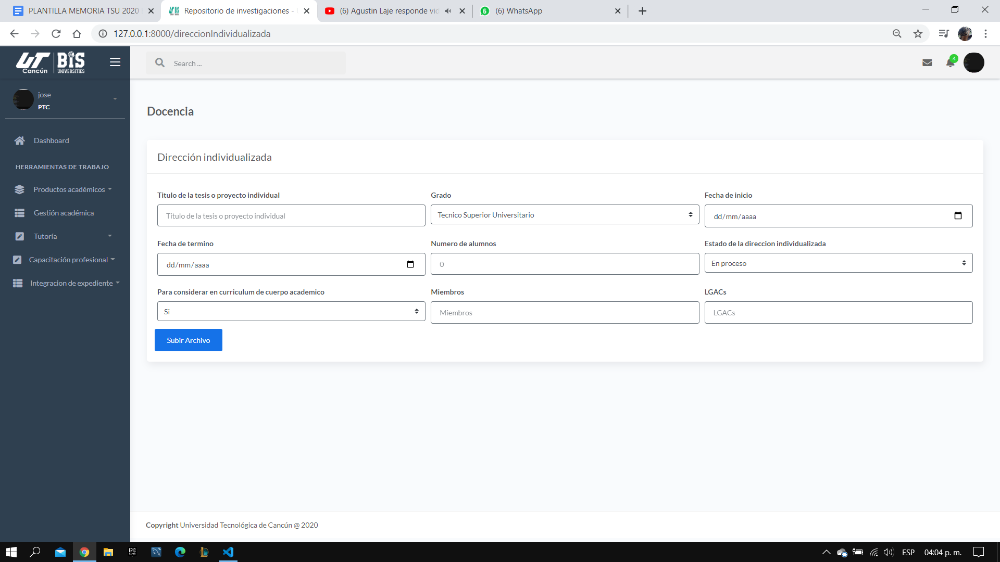 PLANTILLA MEMORIA TSU 2020
Repositorio de investigaciones -
(6) Agustin Laje responde vid
6
(6) WhatsApp
127.0.0.1:8000/direccionIndividualizada
UT
Cancún
BIS
UNIVERSITIES
Search ...
4
jose
PTC
Docencia
Dashboard
HERRAMIENTAS DE TRABAJO
Productos académicos
Gestión académica
Tutoría
Capacitación profesional
Integracion de expediente
Dirección individualizada
Titulo de la tesis o proyecto individual
Grado
Fecha de inicio
Titulo de la tesis o proyecto individual
Tecnico Superior Universitario
dd/mm/aaaa
Fecha de termino
Numero de alumnos
Estado de la direccion individualizada
dd/mm/aaaa
0
En proceso
Para considerar en curriculum de cuerpo academico
Miembros
LGACs
Si
Miembros
LGACs
Subir Archivo
Copyright Universidad Tecnológica de Cancún @ 2020
EPIC
GAMES
ESP
04:04 p. m.